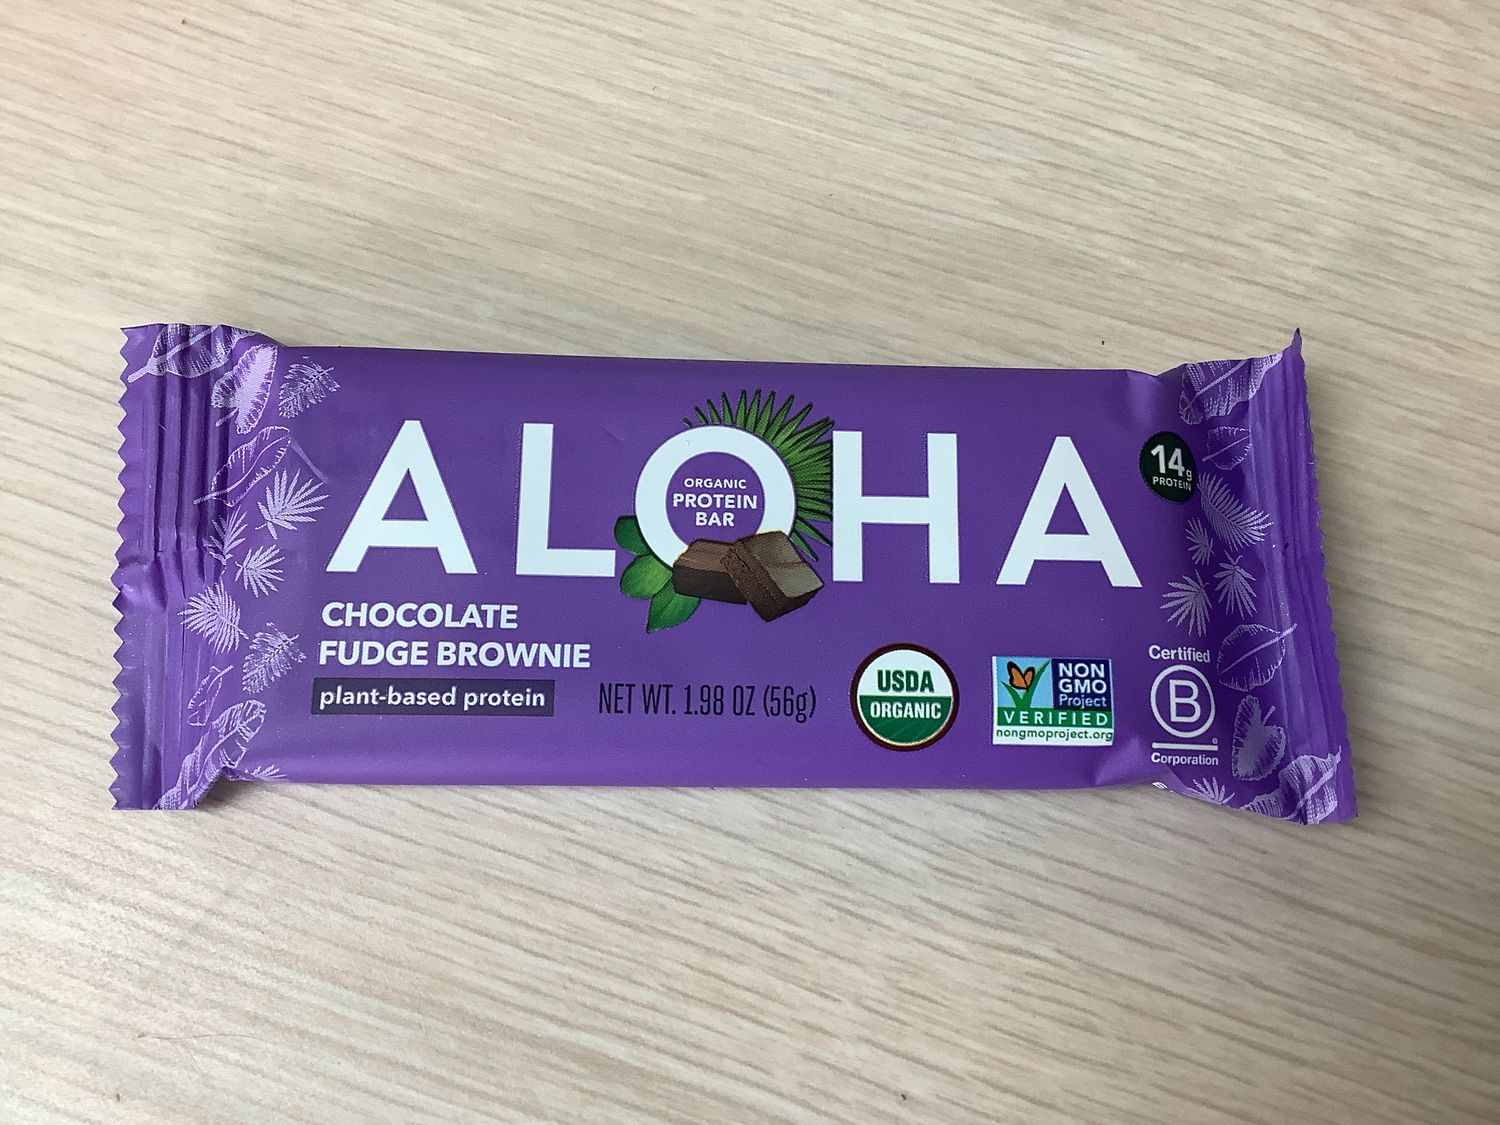 ALOHA
ORGANIC
PROTEIN
BAR
14g
PROTEIN
CHOCOLATE
FUDGE BROWNIE
plant-based protein
NET WT. 1.98 OZ (56g)
USDA
ORGANIC
NON
GMO
Project
VERIFIED
nongmoproject.org
Certified
B
Corporation